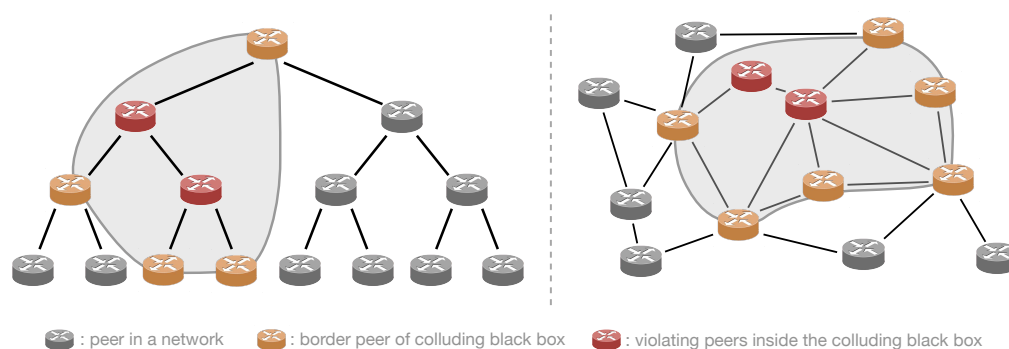 : peer in a network : border peer of colluding black box : violating peers inside the colluding black box